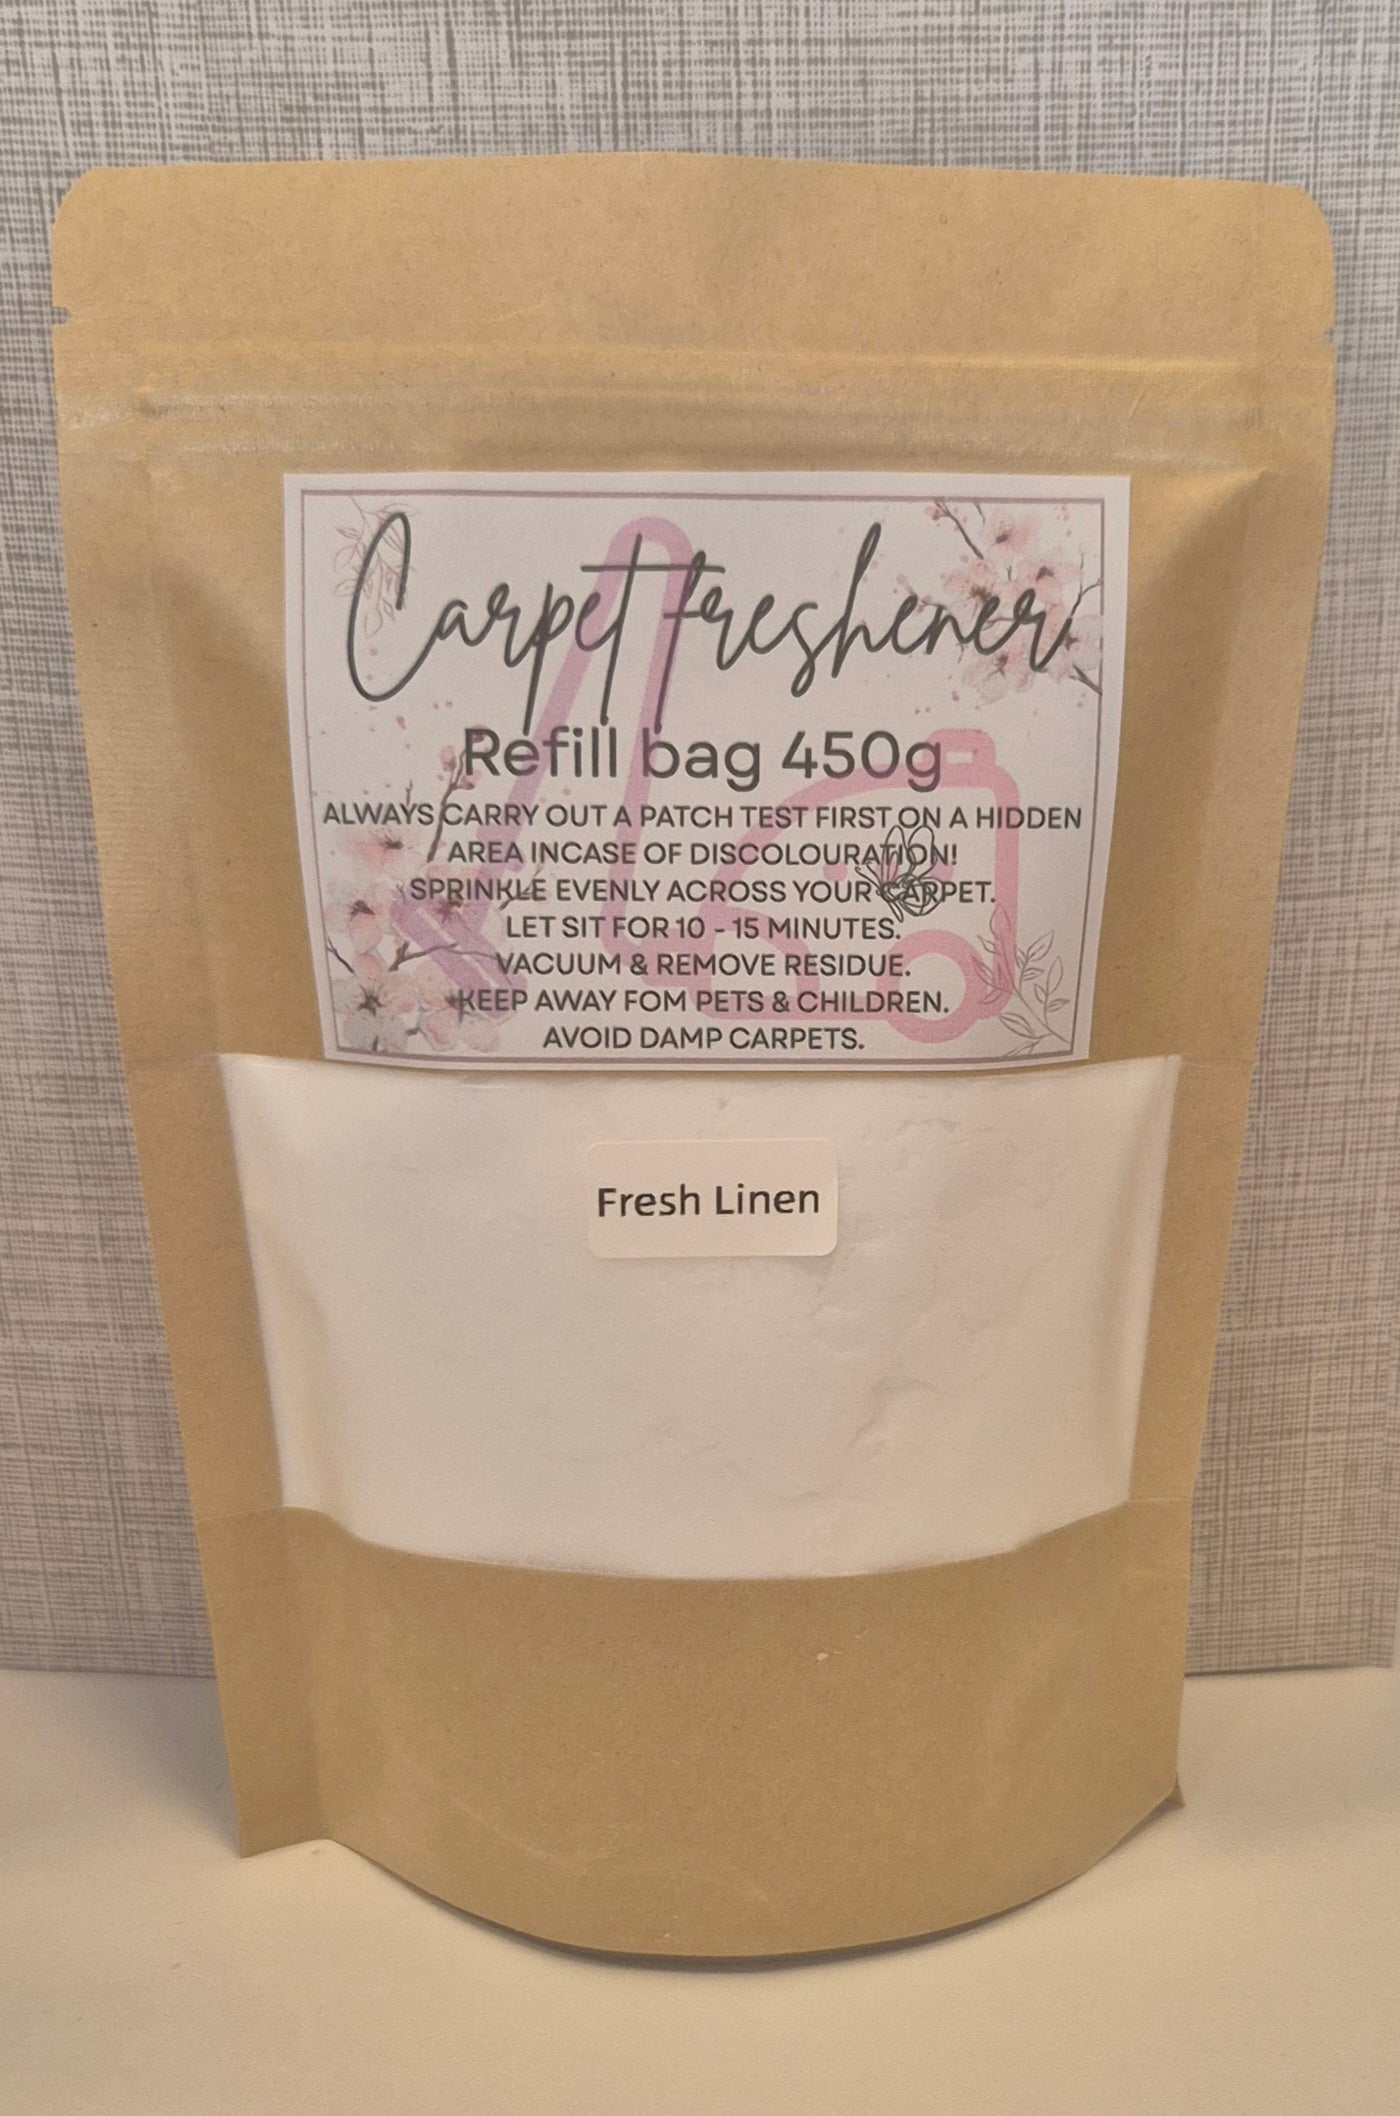 Carpet freshener
Refill bag 450g
ALWAYS CARRY OUT A PATCH TEST FIRST ON A HIDDEN
AREA INCASE OF DISCOLOURATION!
SPRINKLE EVENLY ACROSS YOUR CARPET.
LET SIT FOR 10 - 15 MINUTES.
VACUUM & REMOVE RESIDUE.
KEEP AWAY FOM PETS & CHILDREN.
AVOID DAMP CARPETS.
Fresh Linen